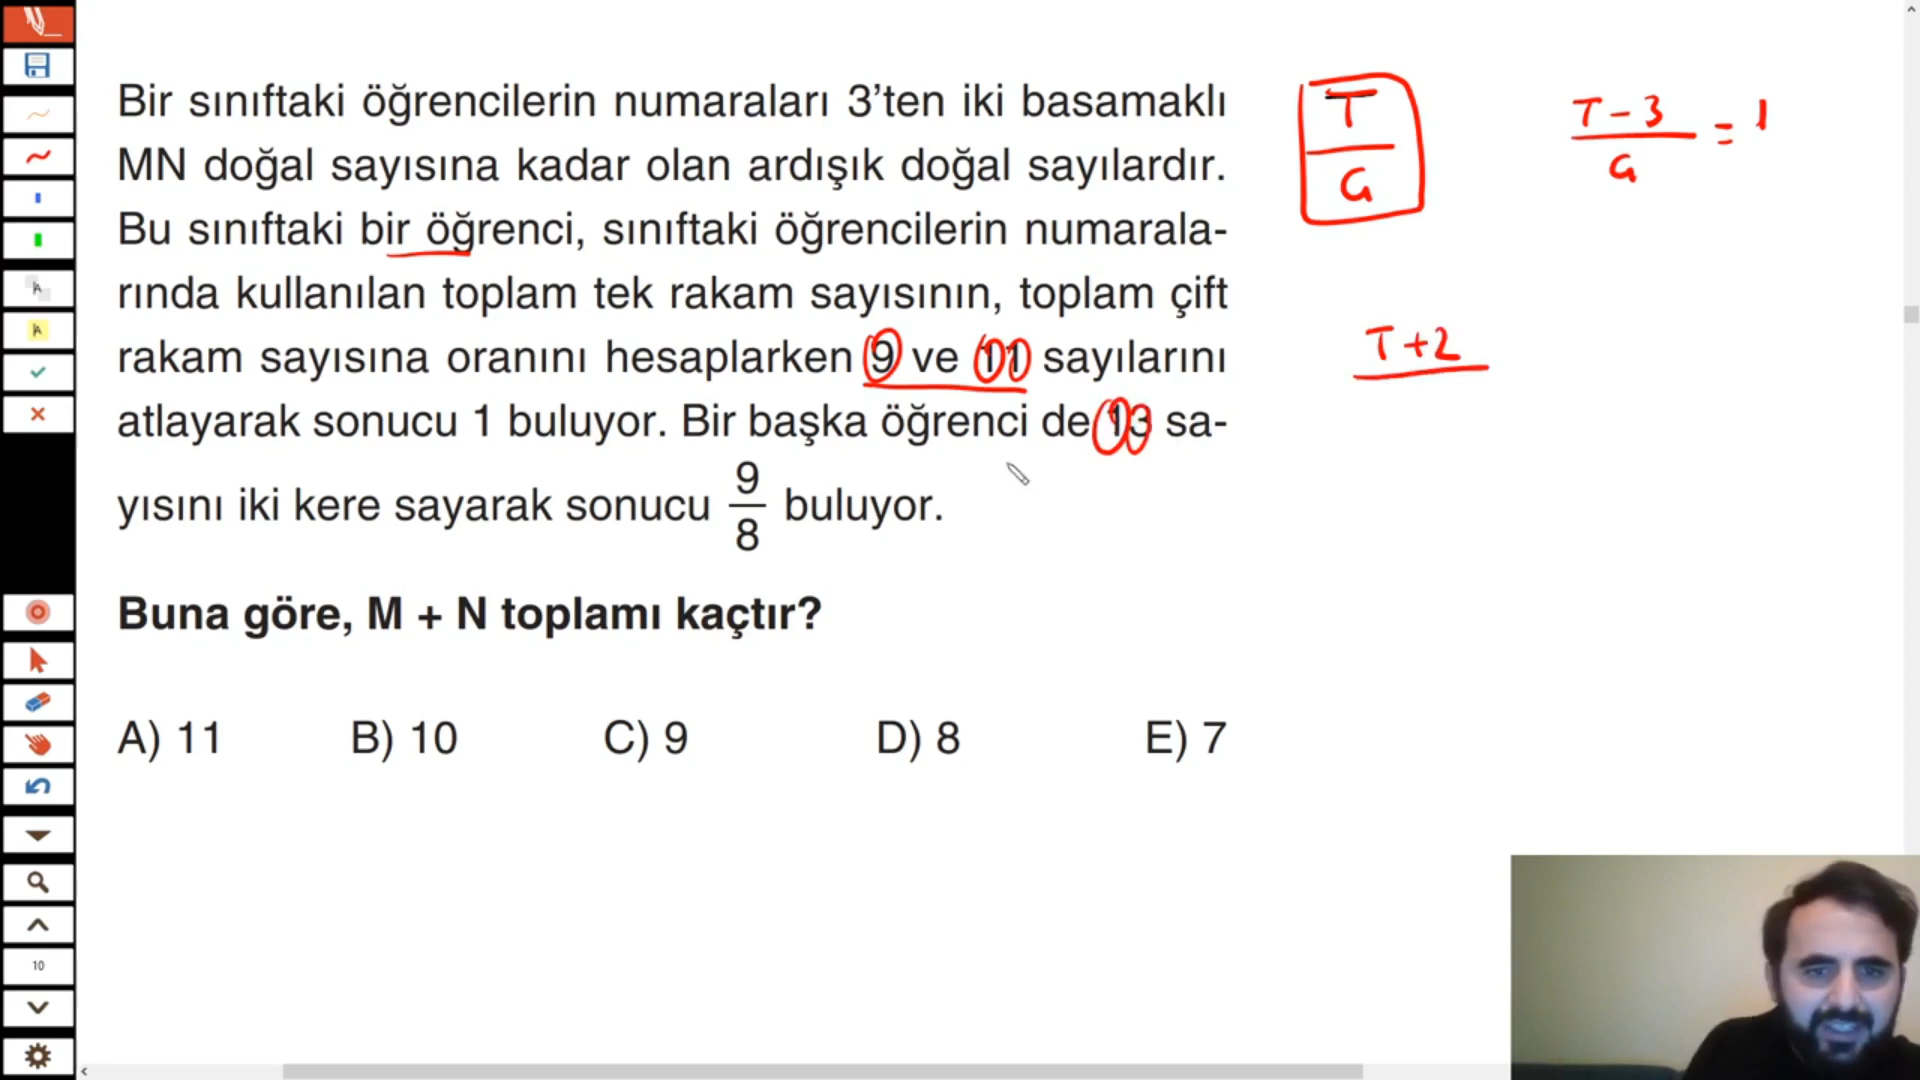 Bir sınıftaki öğrencilerin numaraları 3’ten iki basamaklı
MN doğal sayısına kadar olan ardışık doğal sayılardır.
Bu sınıftaki bir öğrenci, sınıftaki öğrencilerin numarala-
rında kullanılan toplam tek rakam sayısının, toplam çift
rakam sayısına oranını hesaplarken 9 ve 11 sayılarını
atlayarak sonucu 1 buluyor. Bir başka öğrenci de 13 sa-
yısını iki kere sayarak sonucu 9/8 buluyor.
Buna göre, M + N toplamı kaçtır?
A) 11 B) 10 C) 9 D) 8 E) 7
T
Ç
T - 3
Ç
= 1
T + 2
10